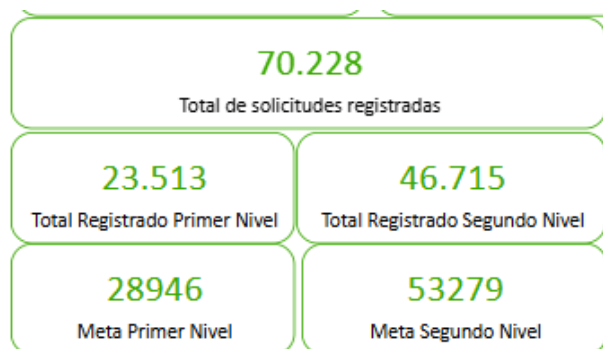 70.228
Total de solicitudes registradas
23.513
46.715
Total Registrado Primer Nivel
Total Registrado Segundo Nivel
28946
53279
Meta Primer Nivel
Meta Segundo Nivel